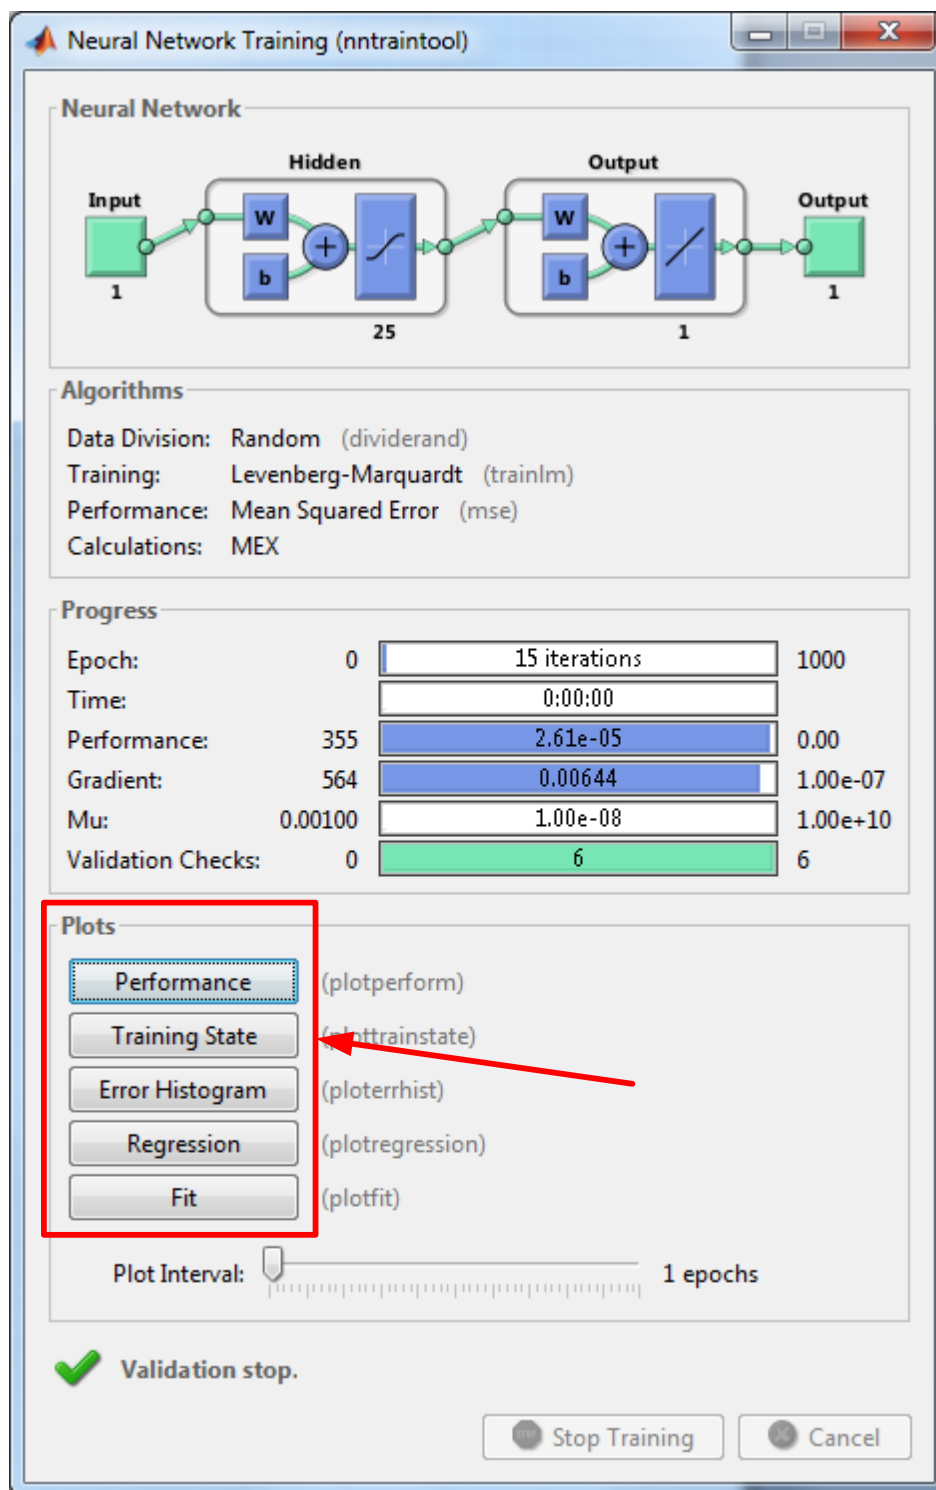 Neural Network Training (nntraintool)
Neural Network
Hidden
Output
Input
Output
W
W
+
+
b
b
1
1
25
1
Algorithms
Data Division: Random (dividerand)
Training: Levenberg-Marquardt (trainlm)
Performance: Mean Squared Error (mse)
Calculations: MEX
Progress
Epoch: 0 15 iterations 1000
Time: 0:00:00
Performance: 355 2.61e-05 0.00
Gradient: 564 0.00644 1.00e-07
Mu: 0.00100 1.00e-08 1.00e+10
Validation Checks: 0 6 6
Plots
Performance (plotperform)
Training State (plottrainstate)
Error Histogram (ploterrhist)
Regression (plotregression)
Fit (plotfit)
Plot Interval: 1 epochs
Validation stop.
Stop Training Cancel